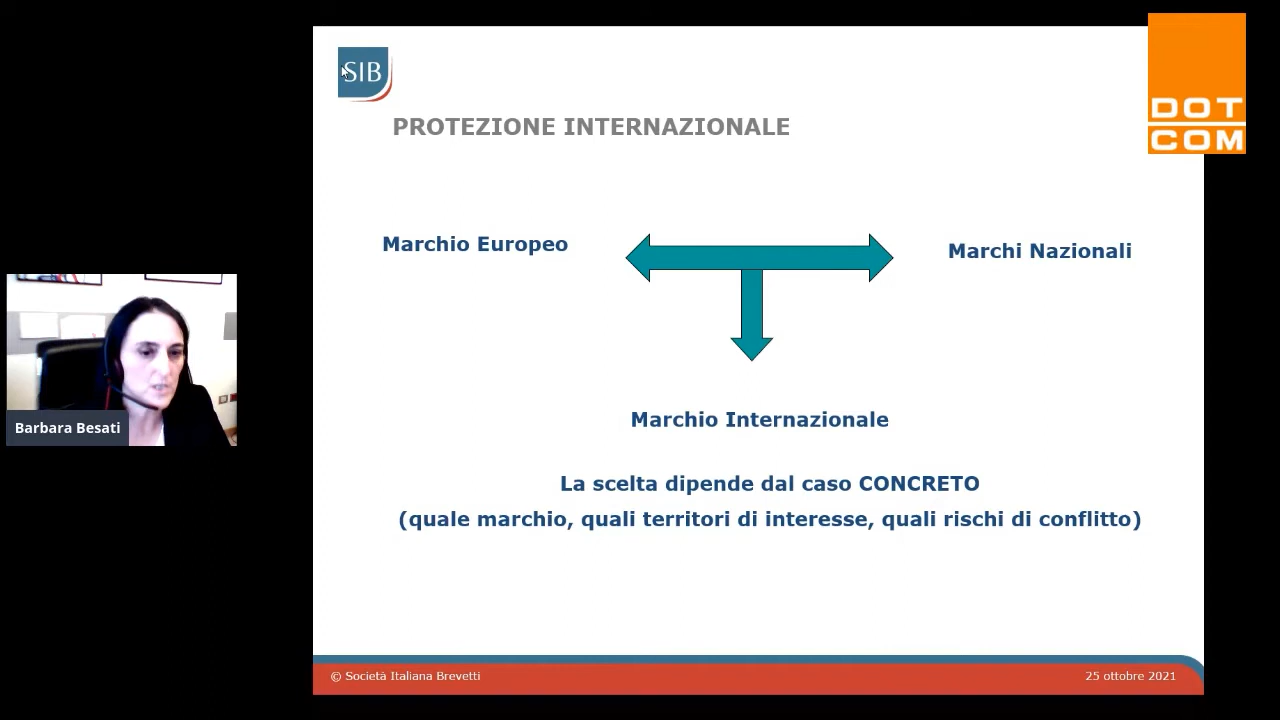 SIB
DOT
COM
PROTEZIONE INTERNAZIONALE
Marchio Europeo
Marchi Nazionali
Marchio Internazionale
La scelta dipende dal caso CONCRETO
(quale marchio, quali territori di interesse, quali rischi di conflitto)
Barbara Besati
© Società Italiana Brevetti
25 ottobre 2021